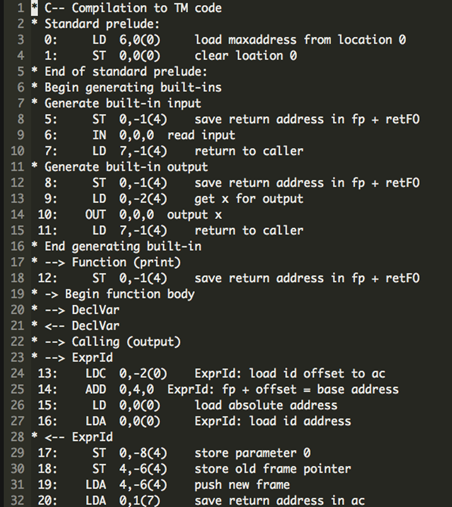 1 * C-- Compilation to TM code
2 * Standard prelude:
3 0: LD 6,0(0) load maxaddress from location 0
4 1: ST 0,0(0) clear loation 0
5 * End of standard prelude:
6 * Begin generating built-ins
7 * Generate built-in input
8 5: ST 0,-1(4) save return address in fp + retFO
9 6: IN 0,0,0 read input
10 7: LD 7,-1(4) return to caller
11 * Generate built-in output
12 8: ST 0,-1(4) save return address in fp + retFO
13 9: LD 0,-2(4) get x for output
14 10: OUT 0,0,0 output x
15 11: LD 7,-1(4) return to caller
16 * End generating built-in
17 * --> Function (print)
18 12: ST 0,-1(4) save return address in fp + retFO
19 * -> Begin function body
20 * --> DeclVar
21 * <-- DeclVar
22 * --> Calling (output)
23 * --> ExprId
24 13: LDC 0,-2(0) ExprId: load id offset to ac
25 14: ADD 0,4,0 ExprId: fp + offset = base address
26 15: LD 0,0(0) load absolute address
27 16: LDA 0,0(0) ExprId: load id address
28 * <-- ExprId
29 17: ST 0,-8(4) store parameter 0
30 18: ST 4,-6(4) store old frame pointer
31 19: LDA 4,-6(4) push new frame
32 20: LDA 0,1(7) save return address in ac